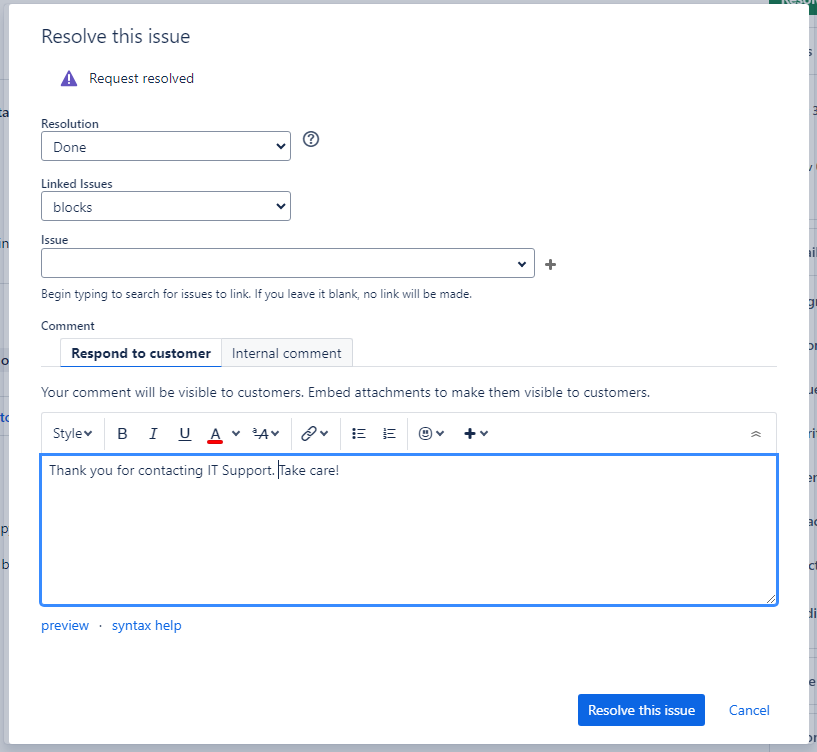 Resolve this issue
Request resolved
Resolution
Done
Linked Issues
blocks
Issue
Begin typing to search for issues to link. If you leave it blank, no link will be made.
Comment
Respond to customer Internal comment
Your comment will be visible to customers. Embed attachments to make them visible to customers.
Style B I U A ªA
Thank you for contacting IT Support. Take care!
preview · syntax help
Resolve this issue Cancel